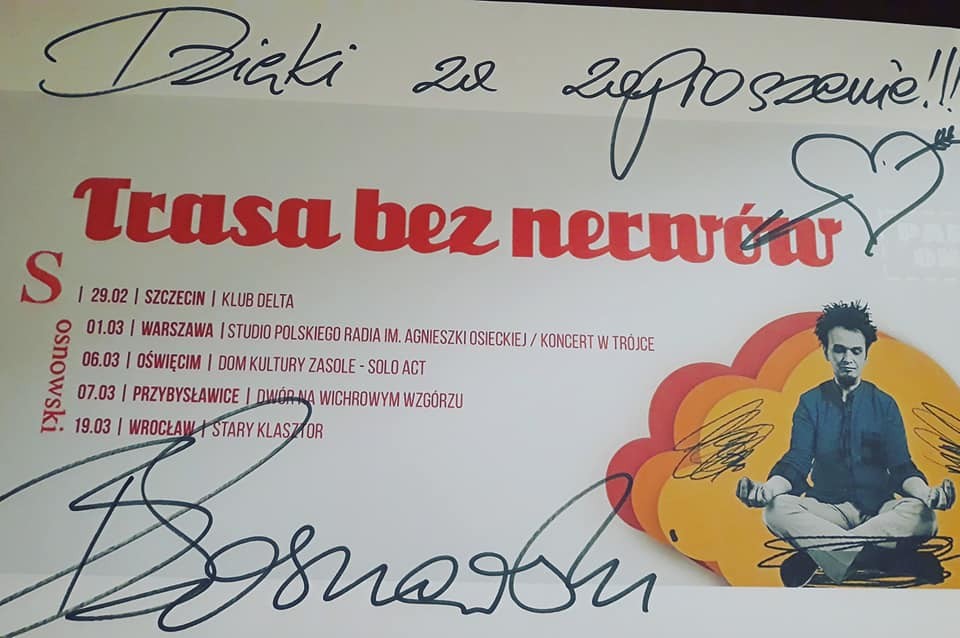 Dzięki za zaproszenie!!!
Trasa bez nerwów
Sosnowski
| 29.02 | SZCZECIN | KLUB DELTA
01.03 | WARSZAWA | STUDIO POLSKIEGO RADIA IM. AGNIESZKI OSIECKIEJ / KONCERT W TRÓJCE
06.03 | OŚWIĘCIM | DOM KULTURY ZASOLE - SOLO ACT
07.03 | PRZYBYSŁAWICE | DWÓR NA WICHROWYM WZGÓRZU
19.03 | WROCŁAW | STARY KLASZTOR
Sosnowski